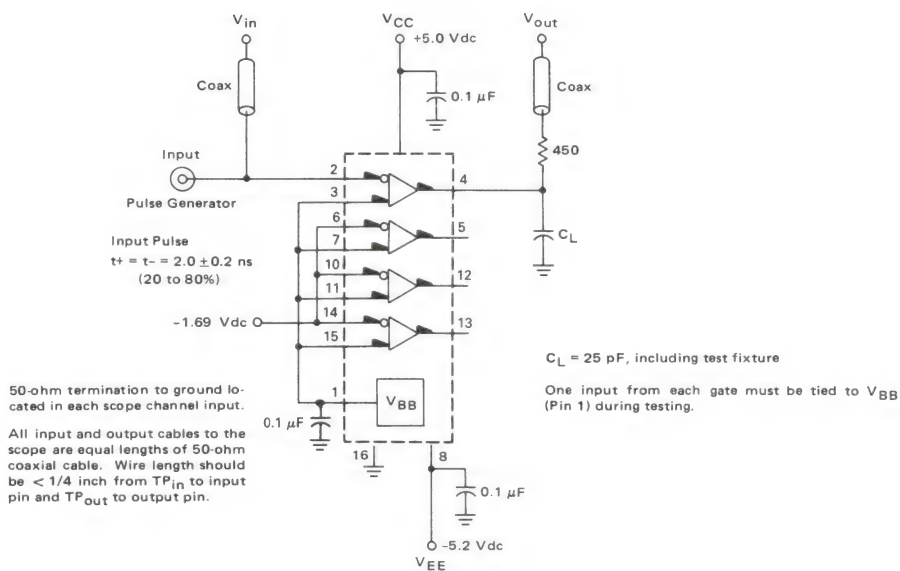 Vin
VCC
Vout
+5.0 Vdc
Coax
0.1 μF
Coax
450
Input
Pulse Generator
2
3
4
6
7
5
10
11
12
14
15
13
CL
Input Pulse
t+ = t– = 2.0 ± 0.2 ns
(20 to 80%)
–1.69 Vdc
CL = 25 pF, including test fixture
One input from each gate must be tied to VBB
(Pin 1) during testing.
50-ohm termination to ground lo-
cated in each scope channel input.
All input and output cables to the
scope are equal lengths of 50-ohm
coaxial cable. Wire length should
be < 1/4 inch from TPin to input
pin and TPout to output pin.
1
VBB
0.1 μF
16
8
0.1 μF
-5.2 Vdc
VEE